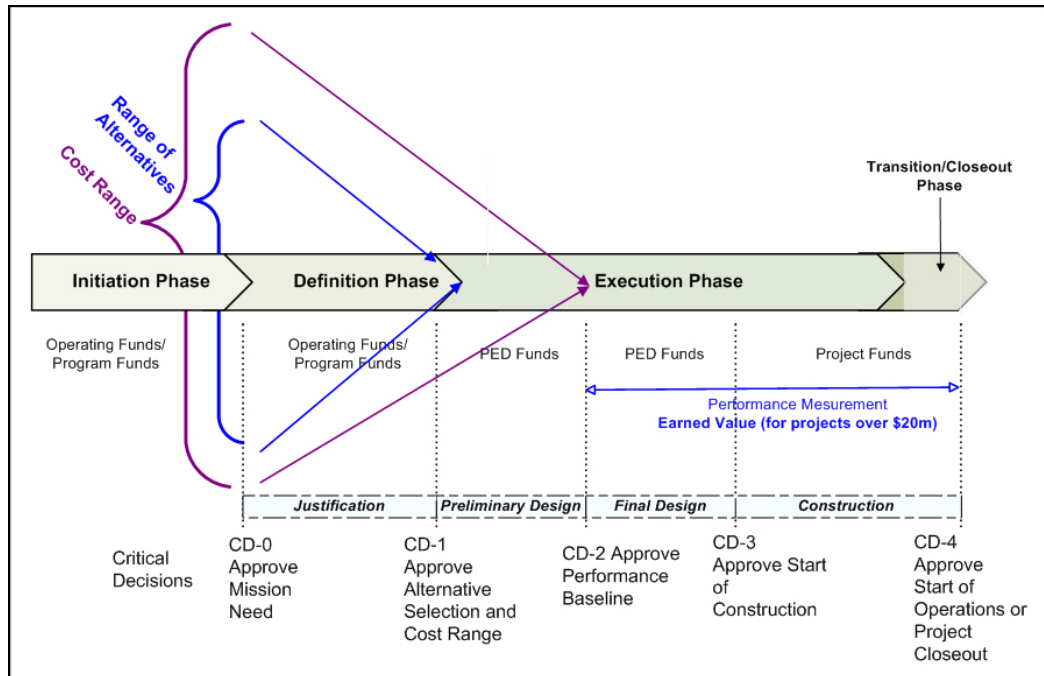 Range of
Alternatives
Cost Range
Transition/Closeout
Phase
Initiation Phase
Definition Phase
Execution Phase
Operating Funds/
Program Funds
Operating Funds/
Program Funds
PED Funds
PED Funds
Project Funds
Performance Mesurement
Earned Value (for projects over $20m)
Justification
Preliminary Design
Final Design
Construction
Critical
Decisions
CD-0
Approve
Mission
Need
CD-1
Approve
Alternative
Selection and
Cost Range
CD-2 Approve
Performance
Baseline
CD-3
Approve Start
of
Construction
CD-4
Approve
Start of
Operations or
Project
Closeout